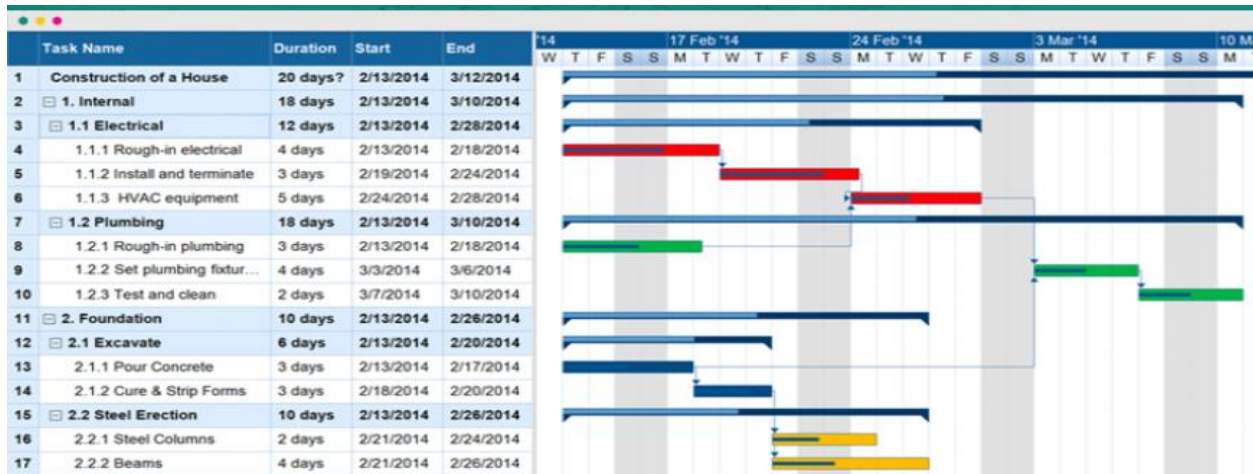 '14 17 Feb '14 24 Feb '14 3 Mar '14 10 M
Task Name Duration Start End W T F S S M T W T F S S M T W T F S S M T W T F S S M
1 Construction of a House 20 days? 2/13/2014 3/12/2014
2 1. Internal 18 days 2/13/2014 3/10/2014
3 1.1 Electrical 12 days 2/13/2014 2/28/2014
4 1.1.1 Rough-in electrical 4 days 2/13/2014 2/18/2014
5 1.1.2 Install and terminate 3 days 2/19/2014 2/24/2014
6 1.1.3 HVAC equipment 5 days 2/24/2014 2/28/2014
7 1.2 Plumbing 18 days 2/13/2014 3/10/2014
8 1.2.1 Rough-in plumbing 3 days 2/13/2014 2/18/2014
9 1.2.2 Set plumbing fixtur... 4 days 3/3/2014 3/6/2014
10 1.2.3 Test and clean 2 days 3/7/2014 3/10/2014
11 2. Foundation 10 days 2/13/2014 2/26/2014
12 2.1 Excavate 6 days 2/13/2014 2/20/2014
13 2.1.1 Pour Concrete 3 days 2/13/2014 2/17/2014
14 2.1.2 Cure & Strip Forms 3 days 2/18/2014 2/20/2014
15 2.2 Steel Erection 10 days 2/13/2014 2/26/2014
16 2.2.1 Steel Columns 2 days 2/21/2014 2/24/2014
17 2.2.2 Beams 4 days 2/21/2014 2/26/2014